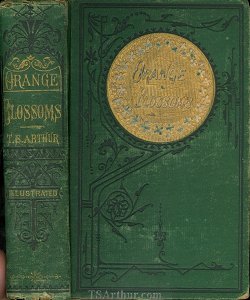 ORANGE
BLOSSOMS
T.S. ARTHUR
ILLUSTRATED
ORANGE
BLOSSOMS
TSArthur.com